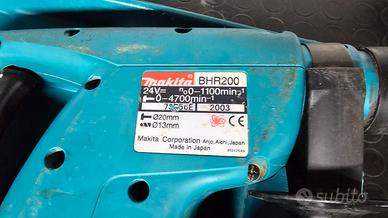 makita BHR200
24V⎓ n0 0-1100min-1
0-4700min-1
2003
Ø20mm
Ø13mm
CE
Makita Corporation Anjo, Aichi, Japan
Made in Japan
subito